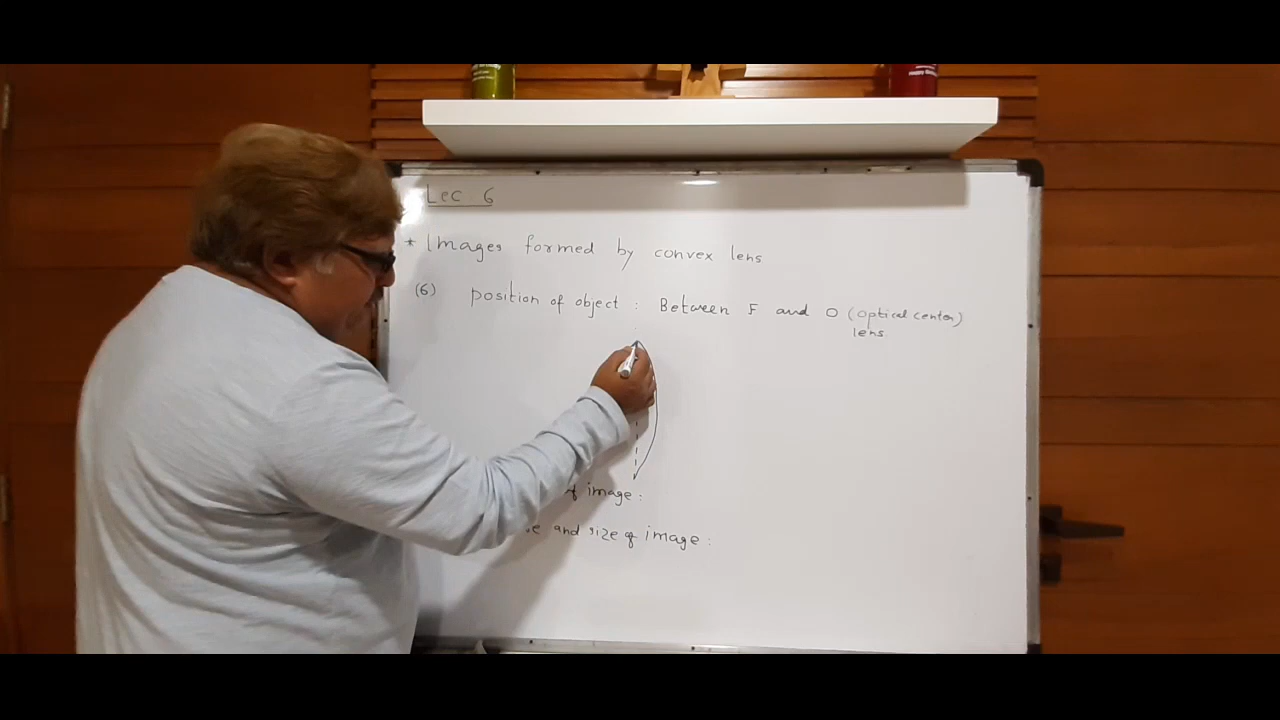 Lec 6
* Images formed by convex lens
(6) position of object : Between F and O (optical center)
lens
image :
and size of image :